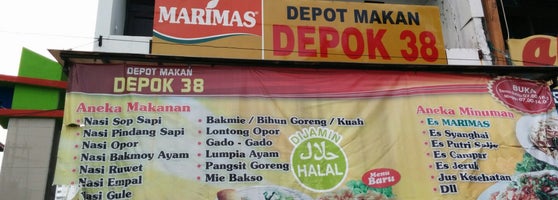 MARIMAS
DEPOT MAKAN
DEPOK 38
DEPOT MAKAN
DEPOK 38
Aneka Makanan
• Nasi Sop Sapi
• Nasi Pindang Sapi
• Nasi Opor
• Nasi Bakmoy Ayam
• Nasi Ruwet
• Nasi Empal
• Nasi Gule
• Bakmie / Bihun Goreng / Kuah
• Lontong Opor
• Gado - Gado
• Lumpia Ayam
• Pangsit Goreng
• Mie Bakso
DIJAMIN
حلال
HALAL
Menu
Baru
BUKA
Aneka Minuman
• Es MARIMAS
• Es Syanghai
• Es Putri
• Es Campur
• Es Jeruk
• Jus Kesehatan
• Dll